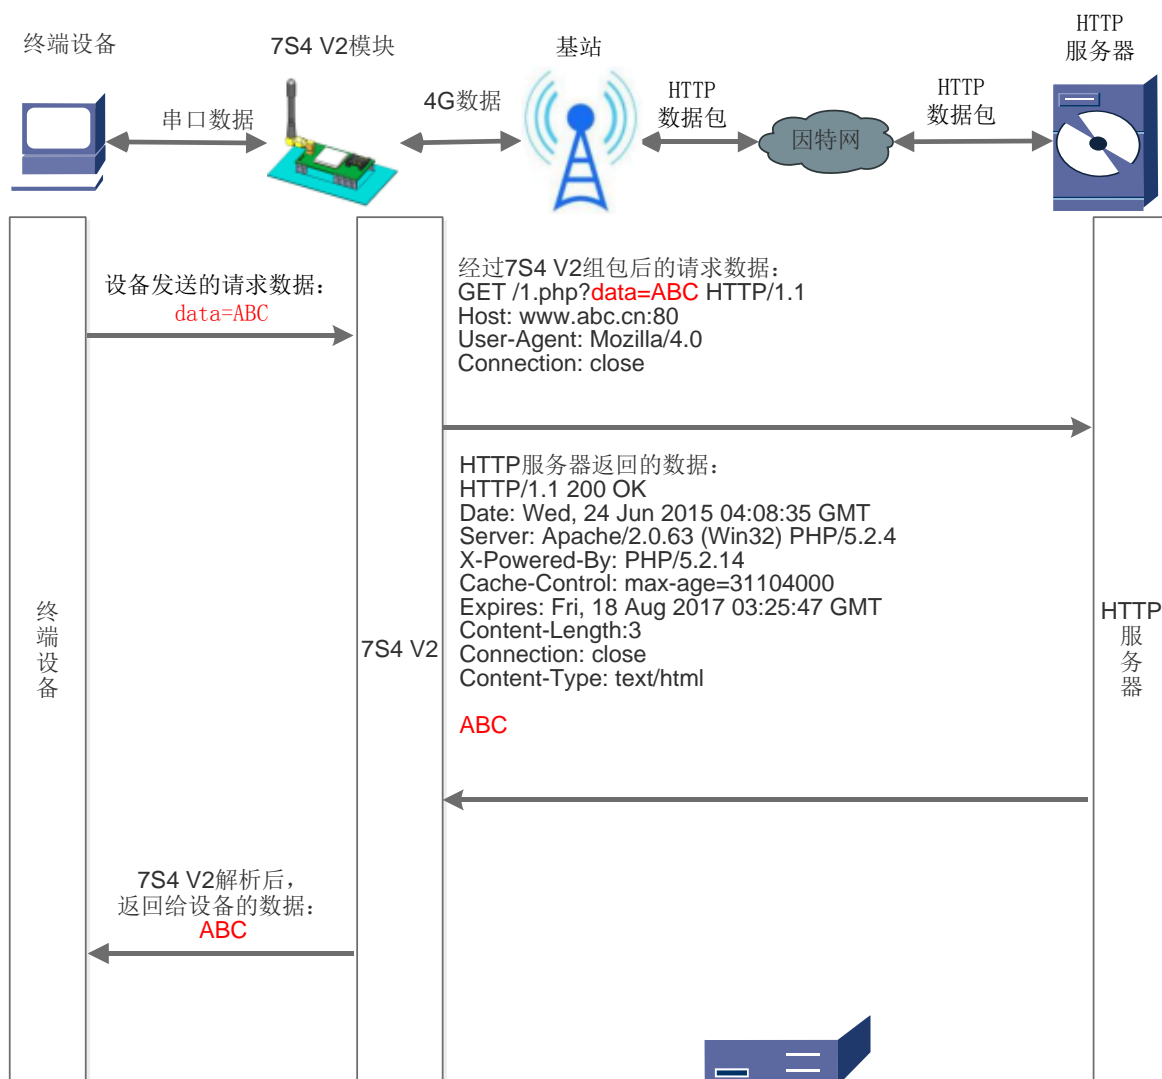 终端设备
7S4 V2模块
基站
HTTP
服务器
串口数据
4G数据
HTTP
数据包
因特网
HTTP
数据包
设备发送的请求数据：
data=ABC
经过7S4 V2组包后的请求数据：
GET /1.php?data=ABC HTTP/1.1
Host: www.abc.cn:80
User-Agent: Mozilla/4.0
Connection: close
HTTP服务器返回的数据：
HTTP/1.1 200 OK
Date: Wed, 24 Jun 2015 04:08:35 GMT
Server: Apache/2.0.63 (Win32) PHP/5.2.4
X-Powered-By: PHP/5.2.14
Cache-Control: max-age=31104000
Expires: Fri, 18 Aug 2017 03:25:47 GMT
Content-Length:3
Connection: close
Content-Type: text/html
ABC
终
端
设
备
7S4 V2
HTTP
服
务
器
7S4 V2解析后，
返回给设备的数据：
ABC